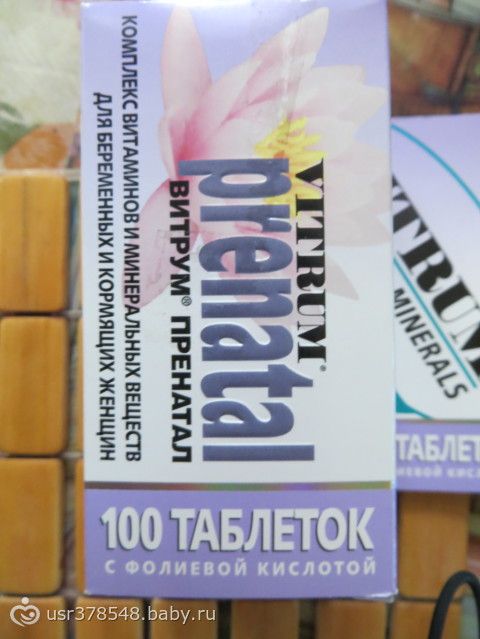 VITRUM®
prenatal
ВИТРУМ® ПРЕНАТАЛ
КОМПЛЕКС ВИТАМИНОВ И МИНЕРАЛЬНЫХ ВЕЩЕСТВ
ДЛЯ БЕРЕМЕННЫХ И КОРМЯЩИХ ЖЕНЩИН
100 ТАБЛЕТОК
С ФОЛИЕВОЙ КИСЛОТОЙ
TRUM
MINERALS
ТАБЛЕТ
usr378548.baby.ru